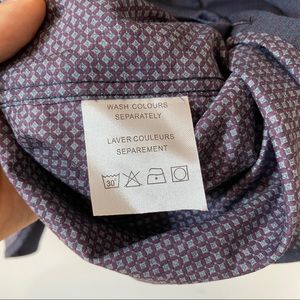 WASH COLOURS
SEPARATELY
LAVER COULEURS
SEPAREMENT
30